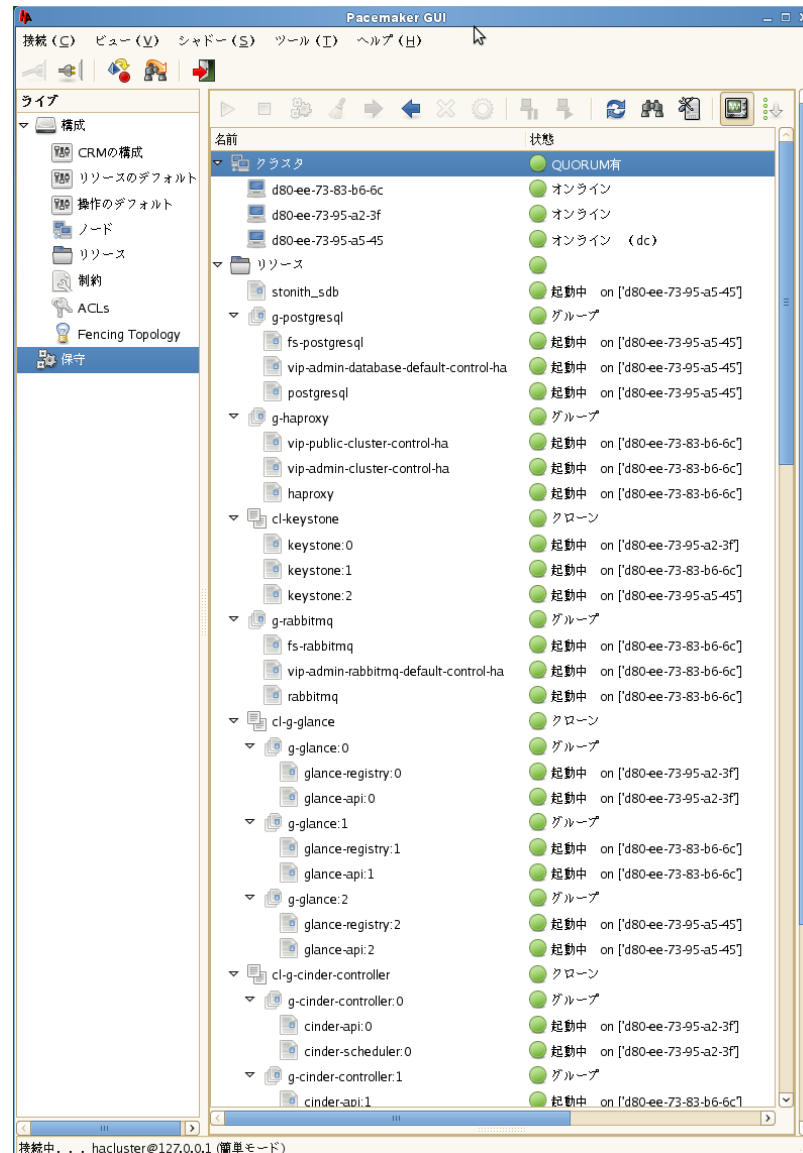 Pacemaker GUI
接続(C) ビュー(V) シャドー(S) ツール(T) ヘルプ(H)
ライブ
構成
CRMの構成
リソースのデフォルト
操作のデフォルト
ノード
リソース
制約
ACLs
Fencing Topology
保守
名前 状態
クラスタ QUORUM有
d80-ee-73-83-b6-6c オンライン
d80-ee-73-95-a2-3f オンライン
d80-ee-73-95-a5-45 オンライン (dc)
リソース
stonith_sdb 起動中 on ['d80-ee-73-95-a5-45']
g-postgresql グループ
fs-postgresql 起動中 on ['d80-ee-73-95-a5-45']
vip-admin-database-default-control-ha 起動中 on ['d80-ee-73-95-a5-45']
postgresql 起動中 on ['d80-ee-73-95-a5-45']
g-haproxy グループ
vip-public-cluster-control-ha 起動中 on ['d80-ee-73-83-b6-6c']
vip-admin-cluster-control-ha 起動中 on ['d80-ee-73-83-b6-6c']
haproxy 起動中 on ['d80-ee-73-83-b6-6c']
cl-keystone クローン
keystone:0 起動中 on ['d80-ee-73-95-a2-3f']
keystone:1 起動中 on ['d80-ee-73-83-b6-6c']
keystone:2 起動中 on ['d80-ee-73-95-a5-45']
g-rabbitmq グループ
fs-rabbitmq 起動中 on ['d80-ee-73-83-b6-6c']
vip-admin-rabbitmq-default-control-ha 起動中 on ['d80-ee-73-83-b6-6c']
rabbitmq 起動中 on ['d80-ee-73-83-b6-6c']
cl-g-glance クローン
g-glance:0 グループ
glance-registry:0 起動中 on ['d80-ee-73-95-a2-3f']
glance-api:0 起動中 on ['d80-ee-73-95-a2-3f']
g-glance:1 グループ
glance-registry:1 起動中 on ['d80-ee-73-83-b6-6c']
glance-api:1 起動中 on ['d80-ee-73-83-b6-6c']
g-glance:2 グループ
glance-registry:2 起動中 on ['d80-ee-73-95-a5-45']
glance-api:2 起動中 on ['d80-ee-73-95-a5-45']
cl-g-cinder-controller クローン
g-cinder-controller:0 グループ
cinder-api:0 起動中 on ['d80-ee-73-95-a2-3f']
cinder-scheduler:0 起動中 on ['d80-ee-73-95-a2-3f']
g-cinder-controller:1 グループ
cinder-api:1 起動中 on ['d80-ee-73-83-b6-6c']
接続中... hacluster@127.0.0.1 (簡単モード)